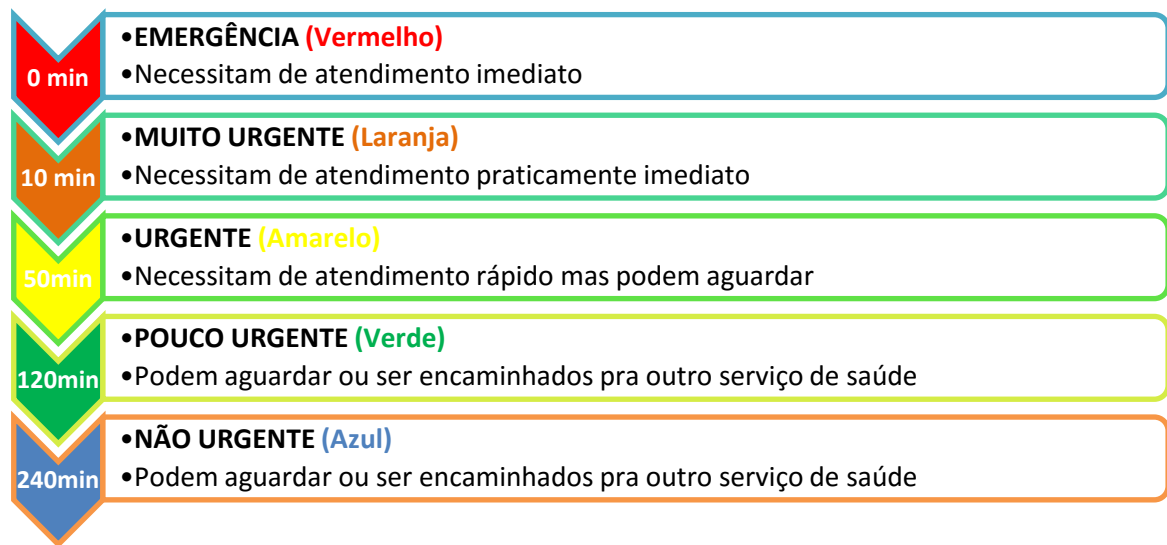 0 min
•EMERGÊNCIA (Vermelho)
•Necessitam de atendimento imediato
10 min
•MUITO URGENTE (Laranja)
•Necessitam de atendimento praticamente imediato
50min
•URGENTE (Amarelo)
•Necessitam de atendimento rápido mas podem aguardar
120min
•POUCO URGENTE (Verde)
•Podem aguardar ou ser encaminhados pra outro serviço de saúde
240min
•NÃO URGENTE (Azul)
•Podem aguardar ou ser encaminhados pra outro serviço de saúde